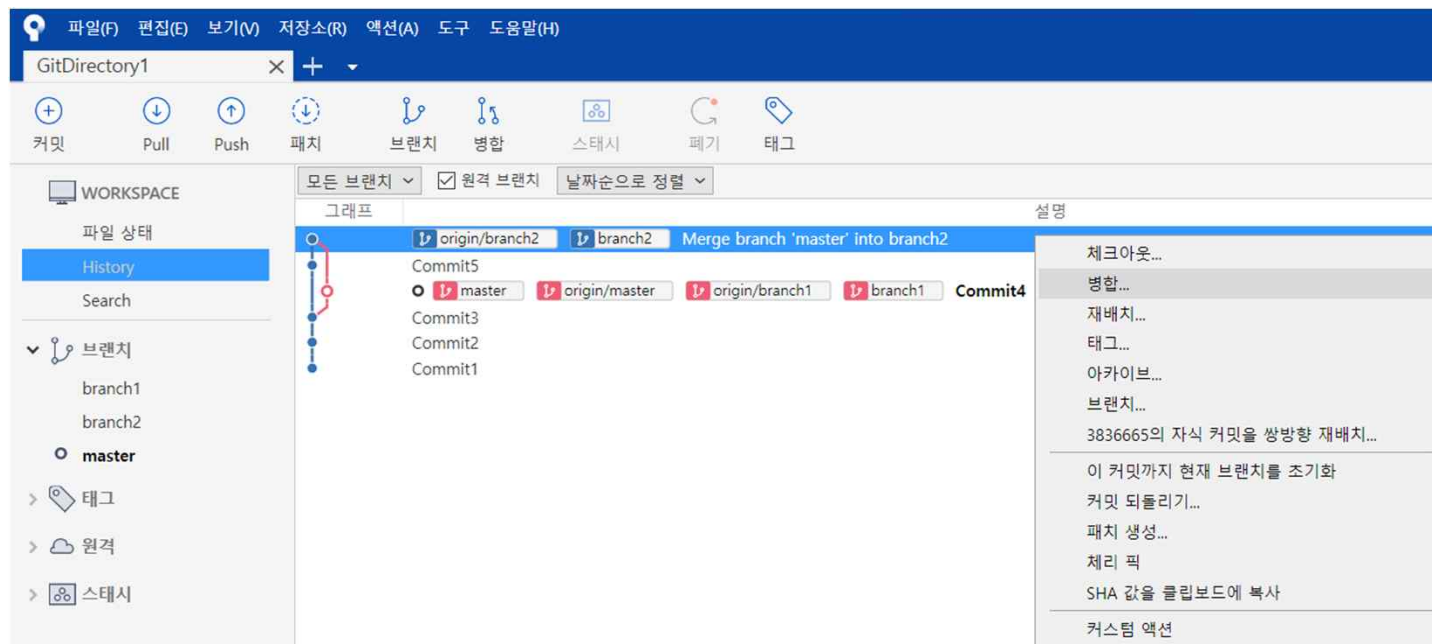 파일(F) 편집(E) 보기(V) 저장소(R) 액션(A) 도구 도움말(H)
GitDirectory1
커밋 Pull Push 패치 브랜치 병합 스태시 폐기 태그
WORKSPACE
파일 상태
History
Search
브랜치
branch1
branch2
master
태그
원격
스태시
모든 브랜치 원격 브랜치 날짜순으로 정렬
그래프 설명
origin/branch2 branch2 Merge branch 'master' into branch2
Commit5
master origin/master origin/branch1 branch1 Commit4
Commit3
Commit2
Commit1
체크아웃...
병합...
재배치...
태그...
아카이브...
브랜치...
3836665의 자식 커밋을 쌍방향 재배치...
이 커밋까지 현재 브랜치를 초기화
커밋 되돌리기...
패치 생성...
체리 픽
SHA 값을 클립보드에 복사
커스텀 액션